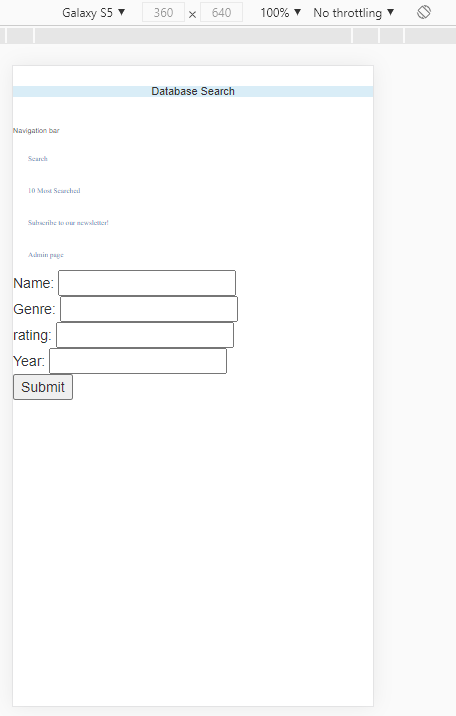 Galaxy S5 ▼ 360 × 640 100% ▼ No throttling ▼
Database Search
Navigation bar
Search
10 Most Searched
Subscribe to our newsletter!
Admin page
Name:
Genre:
rating:
Year:
Submit